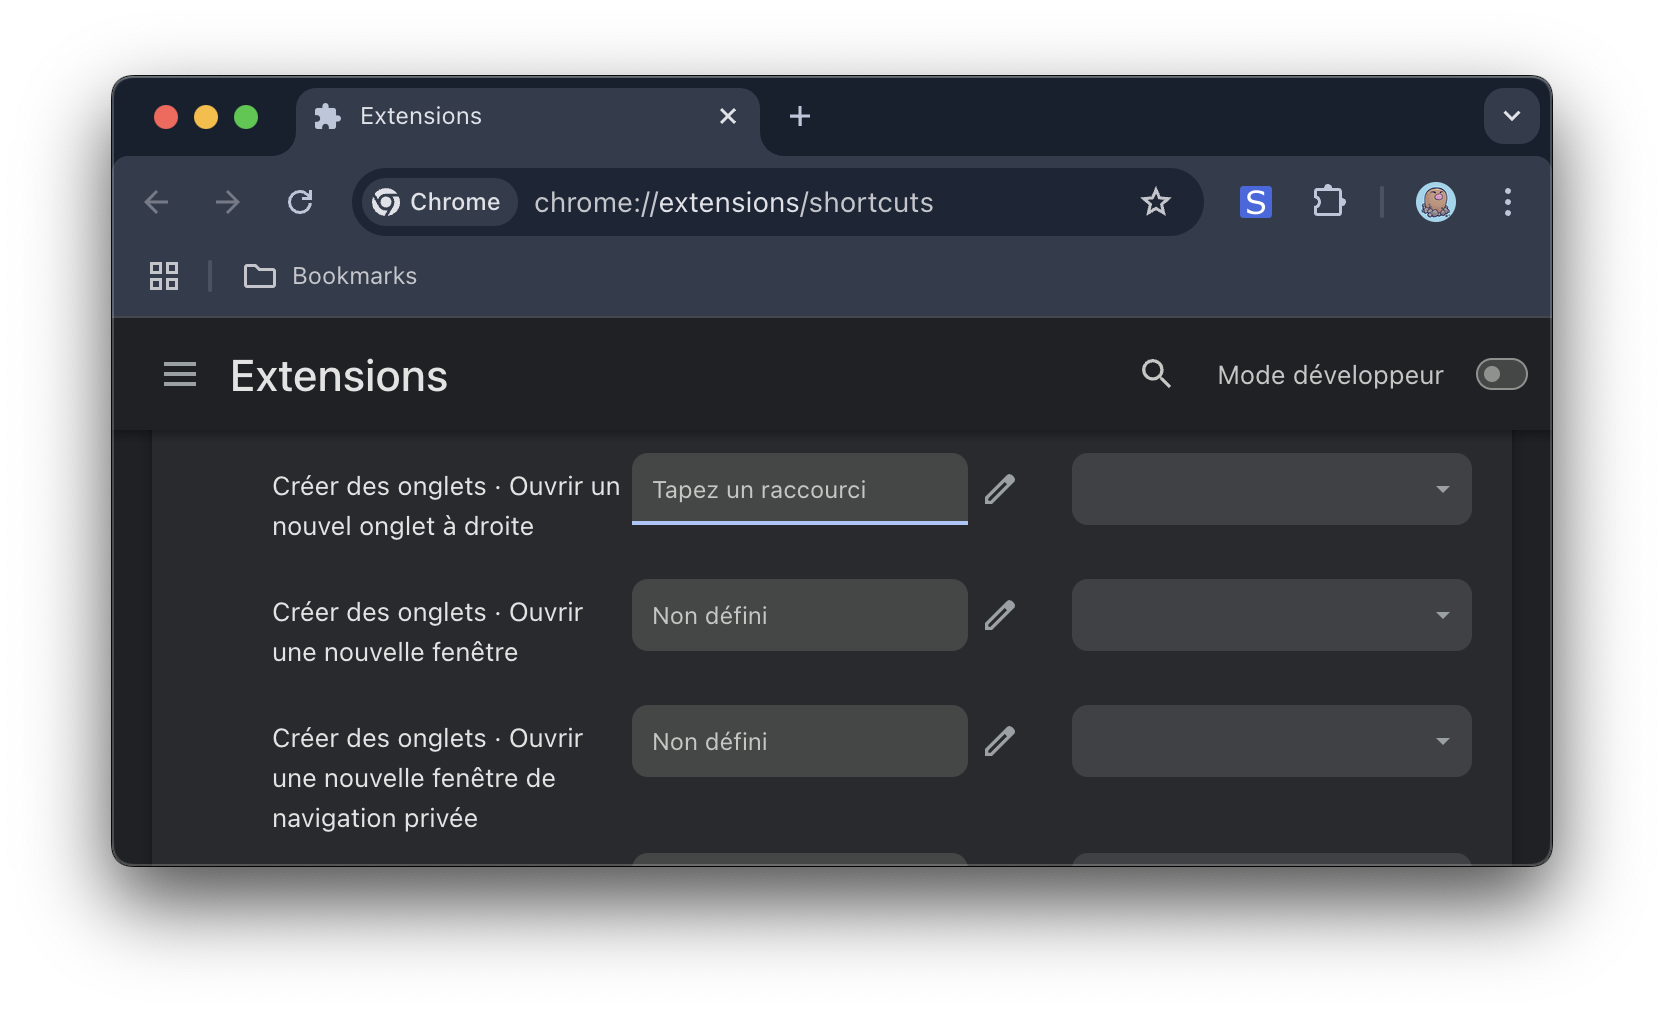 Extensions
Chrome chrome://extensions/shortcuts
S
Bookmarks
Extensions
Mode développeur
Créer des onglets · Ouvrir un
nouvel onglet à droite
Tapez un raccourci
Créer des onglets · Ouvrir
une nouvelle fenêtre
Non défini
Créer des onglets · Ouvrir
une nouvelle fenêtre de
navigation privée
Non défini